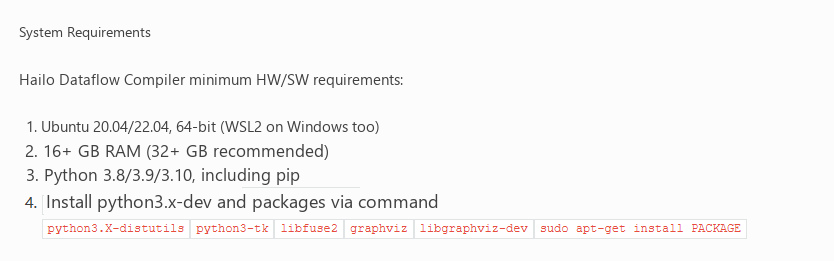 System Requirements
Hailo Dataflow Compiler minimum HW/SW requirements:
1. Ubuntu 20.04/22.04, 64-bit (WSL2 on Windows too)
2. 16+ GB RAM (32+ GB recommended)
3. Python 3.8/3.9/3.10, including pip
4. Install python3.x-dev and packages via command
python3.X-distutils python3-tk libfuse2 graphviz libgraphviz-dev sudo apt-get install PACKAGE